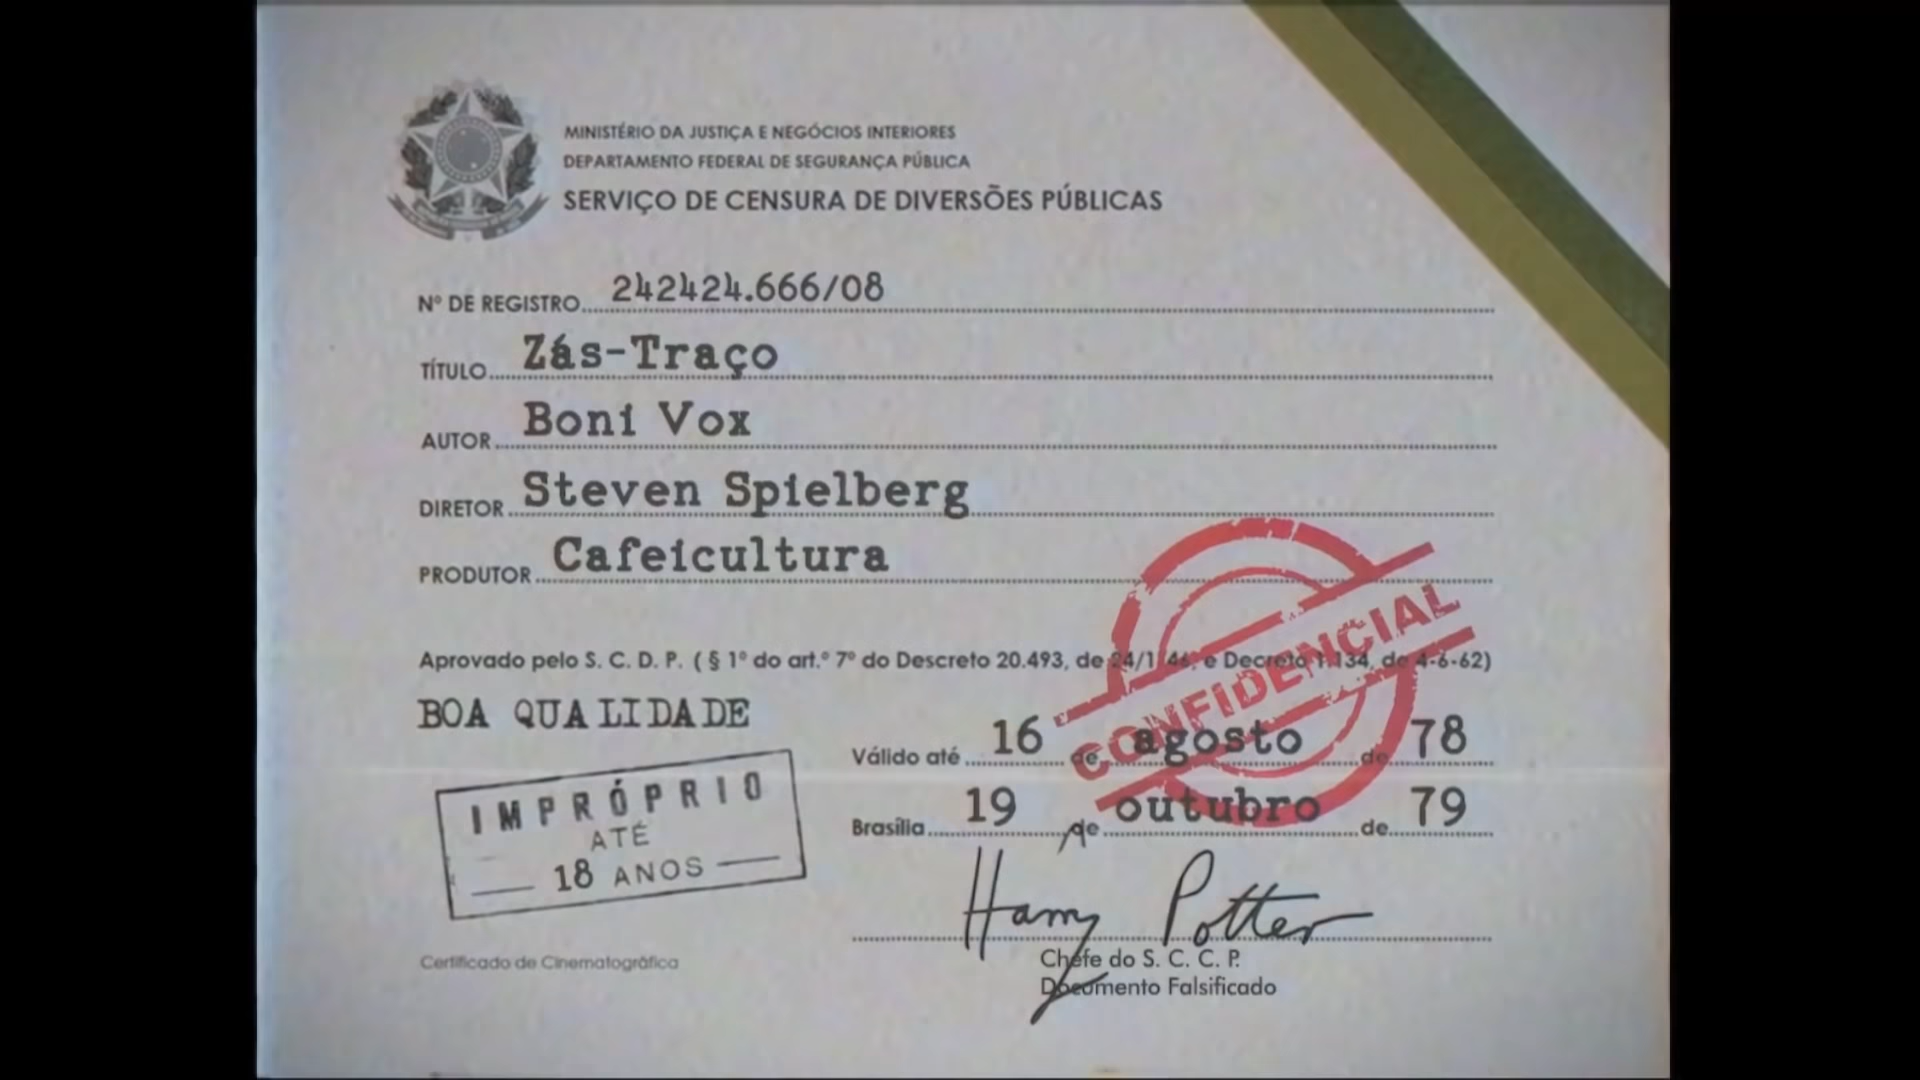 MINISTÉRIO DA JUSTIÇA E NEGÓCIOS INTERIORES
DEPARTAMENTO FEDERAL DE SEGURANÇA PÚBLICA
SERVIÇO DE CENSURA DE DIVERSÕES PÚBLICAS
Nº DE REGISTRO 242424.666/08
TÍTULO Zás-Traço
AUTOR Boni Vox
DIRETOR Steven Spielberg
PRODUTOR Cafeicultura
Aprovado pelo S. C. D. P. ( § 1º do art.º 7º do Descreto 20.493, de 24/1 46, e Decreto 1.134, de 4-6-62)
CONFIDENCIAL
BOA QUALIDADE
Válido até 16 de agosto de 78
Brasília 19 de outubro de 79
IMPRÓPRIO
ATÉ
18 ANOS
Harry Potter
Chefe do S. C. C. P.
Documento Falsificado
Certificado de Cinematográfica